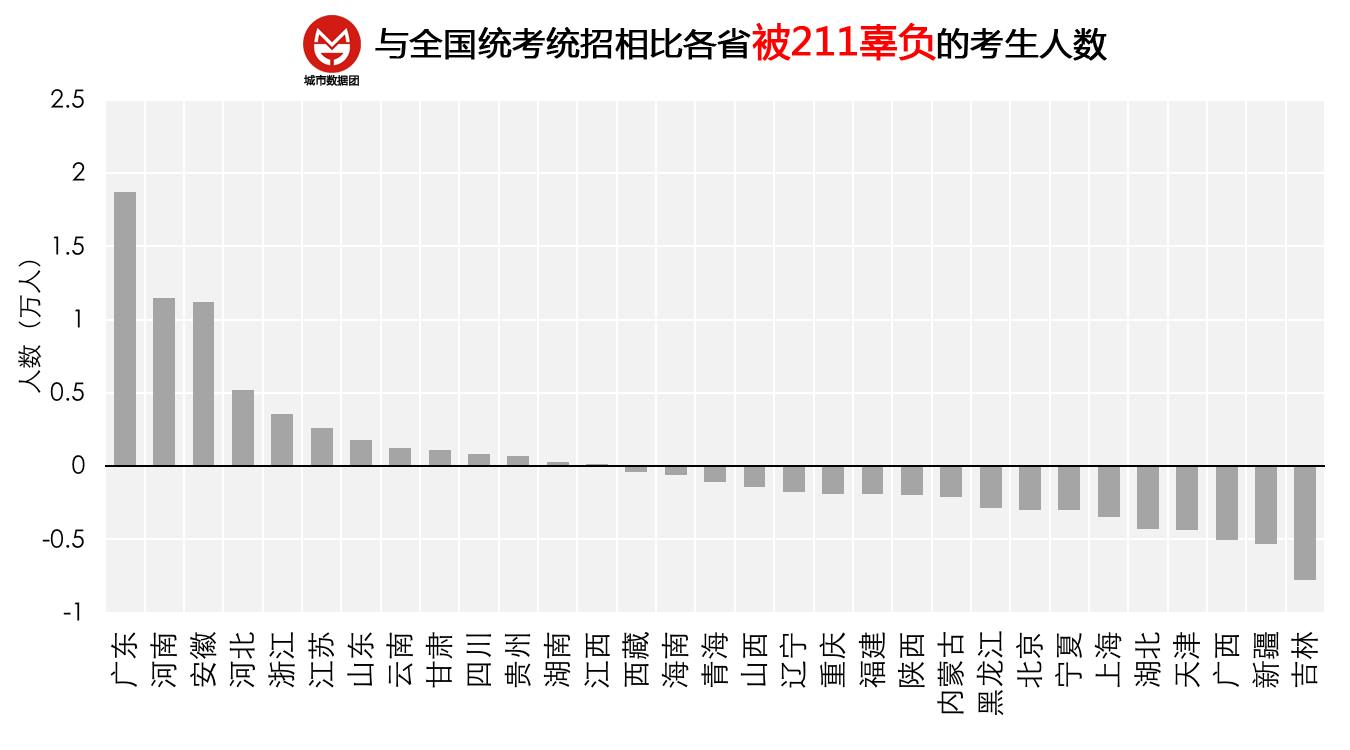 与全国统考统招相比各省被211辜负的考生人数
城市数据团
人数（万人）
2.5
2
1.5
1
0.5
0
-0.5
-1
广东
河南
安徽
河北
浙江
江苏
山东
云南
甘肃
四川
贵州
湖南
江西
西藏
海南
青海
山西
辽宁
重庆
福建
陕西
内蒙古
黑龙江
北京
宁夏
上海
湖北
天津
广西
新疆
吉林